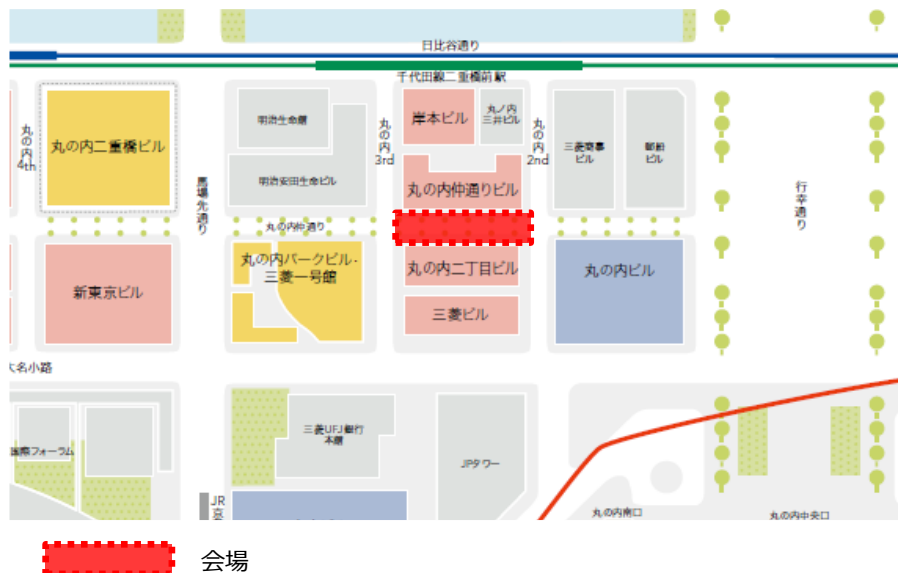 日比谷通り
千代田線二重橋前駅
丸の内4th
丸の内二重橋ビル
馬場先通り
明治生命館
明治安田生命ビル
丸の内3rd
岸本ビル
丸ノ内
三井ビル
丸の内2nd
三菱商事
ビル
郵船
ビル
行幸通り
丸の内仲通りビル
丸の内仲通り
新東京ビル
丸の内パークビル・
三菱一号館
丸の内二丁目ビル
三菱ビル
丸の内ビル
大名小路
国際フォーラム
三菱UFJ銀行
本館
JPタワー
JR
京
丸の内南口
丸の内中央口
会場